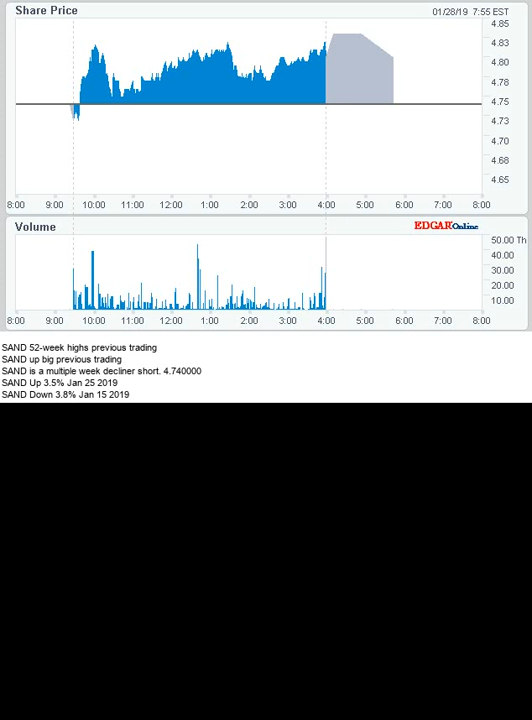 Share Price
01/28/19 7:55 EST
4.85
4.83
4.80
4.78
4.75
4.73
4.70
4.68
4.65
8:00 9:00 10:00 11:00 12:00 1:00 2:00 3:00 4:00 5:00 6:00 7:00 8:00
Volume
EDGAR Online
50.00 Th
40.00
30.00
20.00
10.00
8:00 9:00 10:00 11:00 12:00 1:00 2:00 3:00 4:00 5:00 6:00 7:00 8:00
SAND 52-week highs previous trading
SAND up big previous trading
SAND is a multiple week decliner short. 4.740000
SAND Up 3.5% Jan 25 2019
SAND Down 3.8% Jan 15 2019